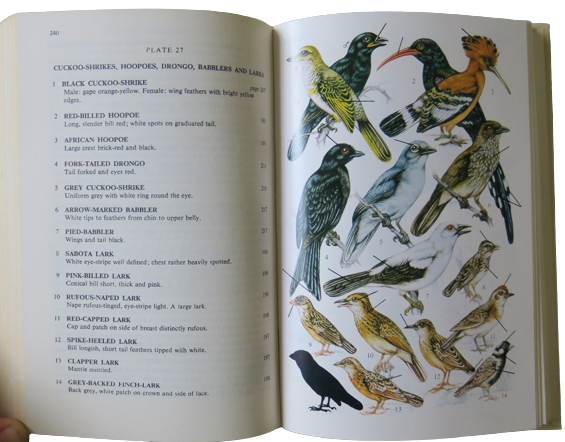 240
PLATE 27
CUCKOO-SHRIKES, HOOPOES, DRONGO, BABBLERS AND LARKS
1 BLACK CUCKOO-SHRIKE page 217
Male: gape orange-yellow. Female: wing feathers with bright yellow
edges.
2 RED-BILLED HOOPOE
Long, slender bill red; white spots on graduated tail. 181
3 AFRICAN HOOPOE
Large crest brick-red and black.
4 FORK-TAILED DRONGO
Tail forked and eyes red.
5 GREY CUCKOO-SHRIKE
Uniform grey with white ring round the eye.
6 ARROW-MARKED BABBLER
White tips to feathers from chin to upper belly. 217
7 PIED-BABBLER
Wings and tail black.
8 SABOTA LARK
White eye-stripe well defined; chest rather heavily spotted.
9 PINK-BILLED LARK
Conical bill short, thick and pink.
10 RUFOUS-NAPED LARK
Nape rufous-tinged, eye-stripe light. A large lark.
11 RED-CAPPED LARK
Cap and patch on side of breast distinctly rufous.
12 SPIKE-HEELED LARK
Bill longish, short tail feathers tipped with white. 197
13 CLAPPER LARK
Mantle mottled. 197
14 GREY-BACKED FINCH-LARK
Back grey, white patch on crown and side of face.
3
5
7
9
10
13
14